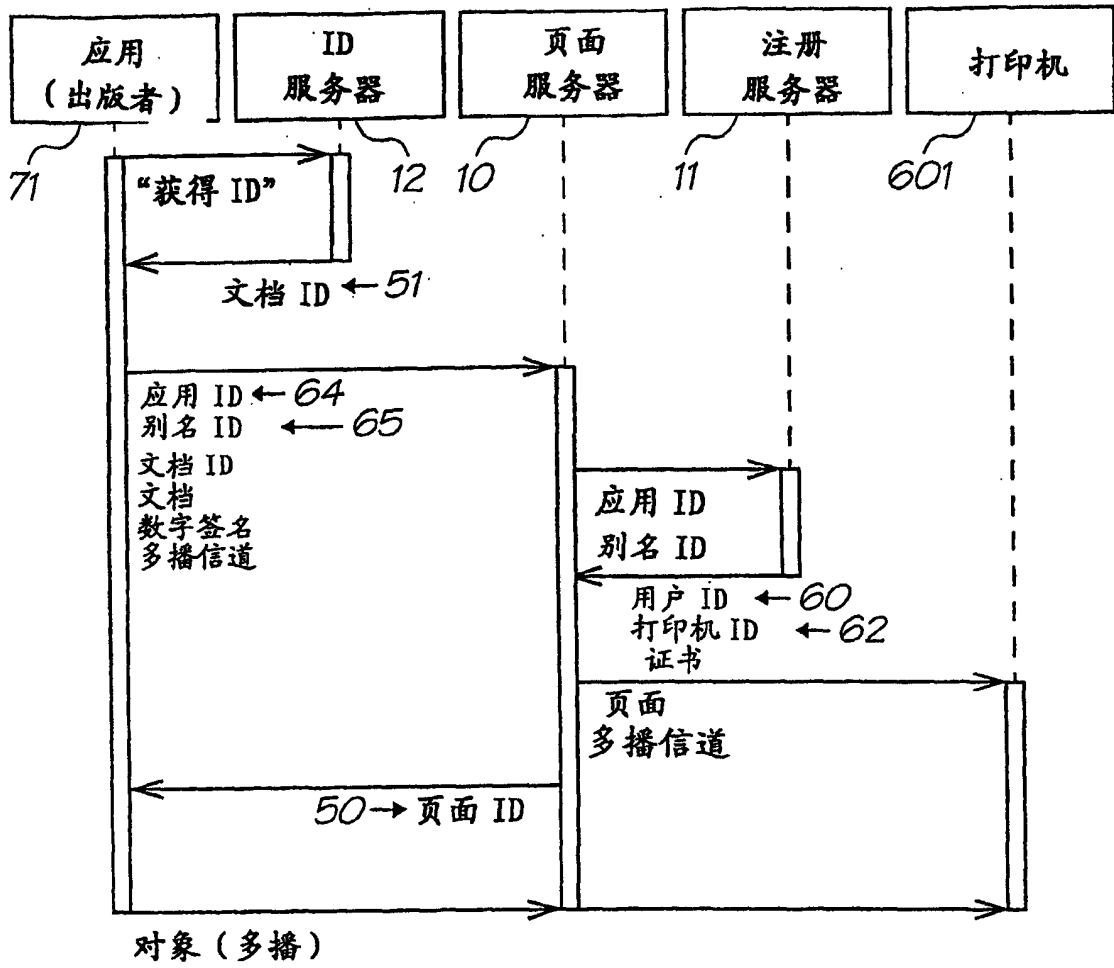 应用
（出版者）
ID
服务器
页面
服务器
注册
服务器
打印机
71
12
10
11
601
“获得 ID”
文档 ID
51
应用 ID
64
别名 ID
65
文档 ID
文档
数字签名
多播信道
应用 ID
别名 ID
用户 ID
60
打印机 ID
62
证书
页面
多播信道
50
页面 ID
对象（多播）